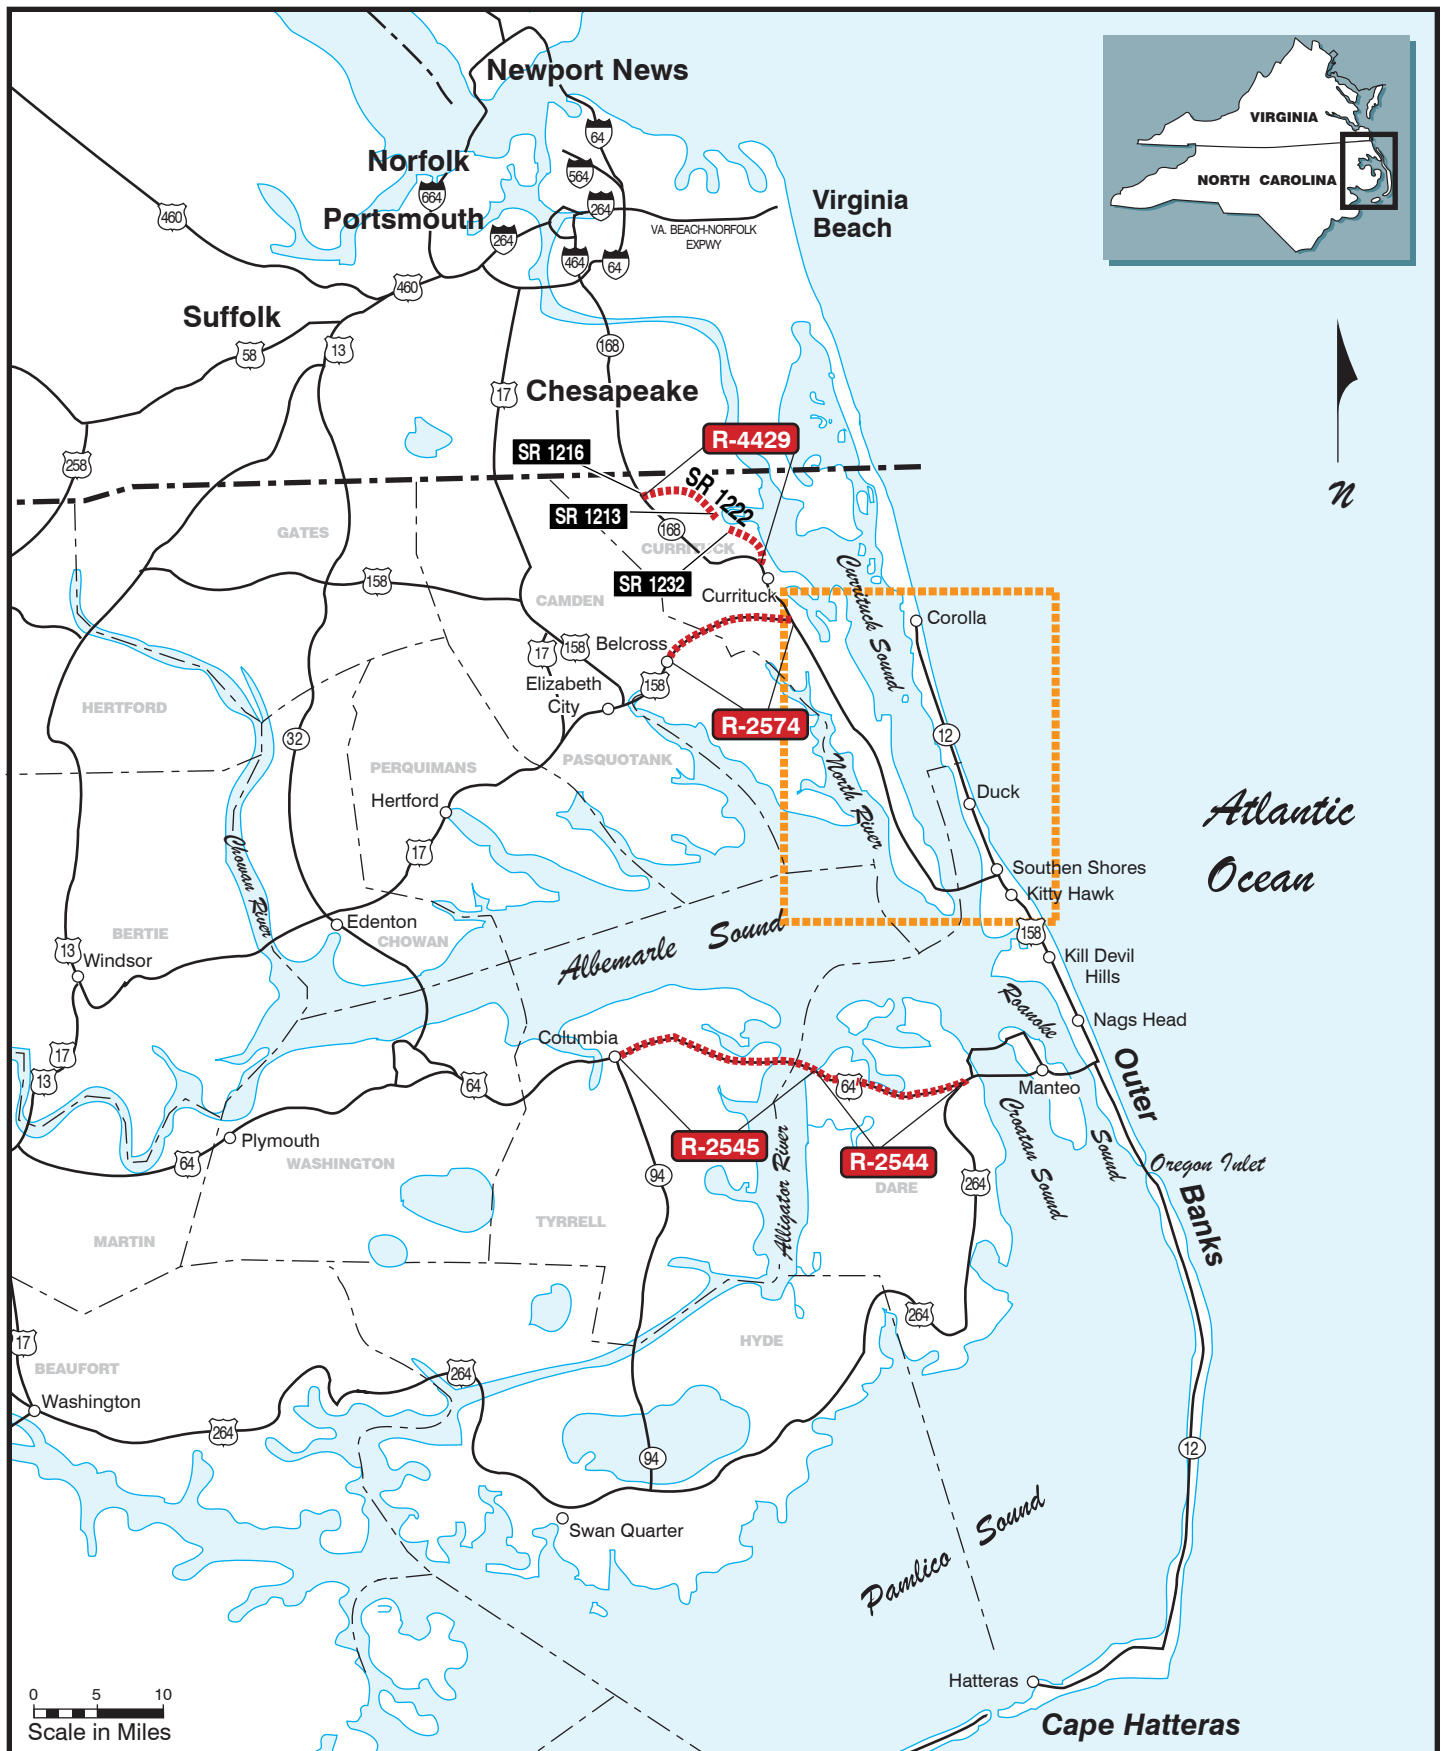 Newport News
VIRGINIA
NORTH CAROLINA
64
Norfolk
564
664
Portsmouth
264
Virginia
Beach
460
VA. BEACH-NORFOLK
EXPWY
264
464
64
460
Suffolk
58
13
168
17
Chesapeake
R-4429
SR 1216
258
SR 1222
N
SR 1213
168
GATES
CURRITUCK
158
SR 1232
Currituck
CAMDEN
Currituck Sound
Corolla
Belcross
17
158
Elizabeth
City
158
HERTFORD
R-2574
32
12
PASQUOTANK
PERQUIMANS
North River
Hertford
Duck
Atlantic
Ocean
17
Chowan River
Southen Shores
Kitty Hawk
Edenton
BERTIE
CHOWAN
158
13
Windsor
Albemarle Sound
Kill Devil
Hills
Roanoke
Sound
Nags Head
Columbia
17
13
64
64
Manteo
Outer
Banks
Croatan Sound
Plymouth
R-2545
R-2544
Alligator River
64
WASHINGTON
94
DARE
264
Oregon Inlet
TYRRELL
MARTIN
264
17
HYDE
BEAUFORT
264
Washington
264
94
12
Swan Quarter
Pamlico Sound
Hatteras
0 5 10
Scale in Miles
Cape Hatteras